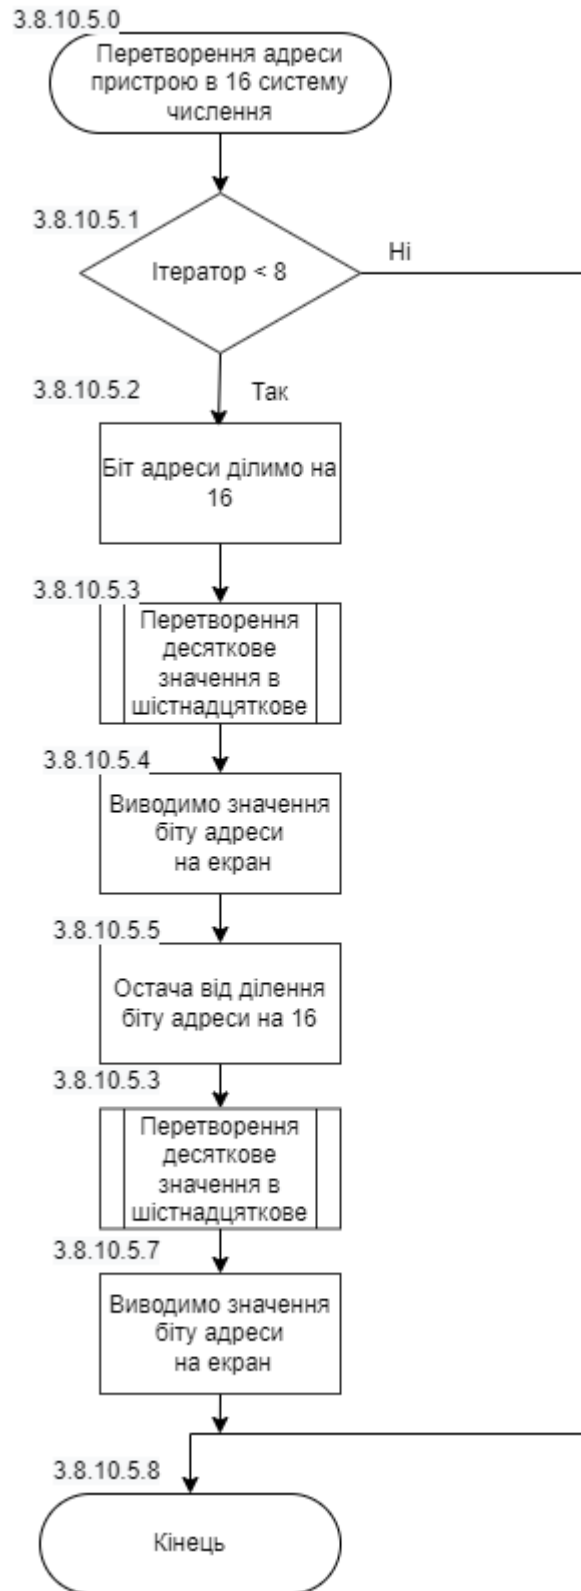 3.8.10.5.0
Перетворення адреси
пристрою в 16 систему
числення
3.8.10.5.1
Ітератор < 8
Ні
3.8.10.5.2
Так
Біт адреси ділимо на
16
3.8.10.5.3
Перетворення
десяткове
значення в
шістнадцяткове
3.8.10.5.4
Виводимо значення
біту адреси
на екран
3.8.10.5.5
Остача від ділення
біту адреси на 16
3.8.10.5.3
Перетворення
десяткове
значення в
шістнадцяткове
3.8.10.5.7
Виводимо значення
біту адреси
на екран
3.8.10.5.8
Кінець